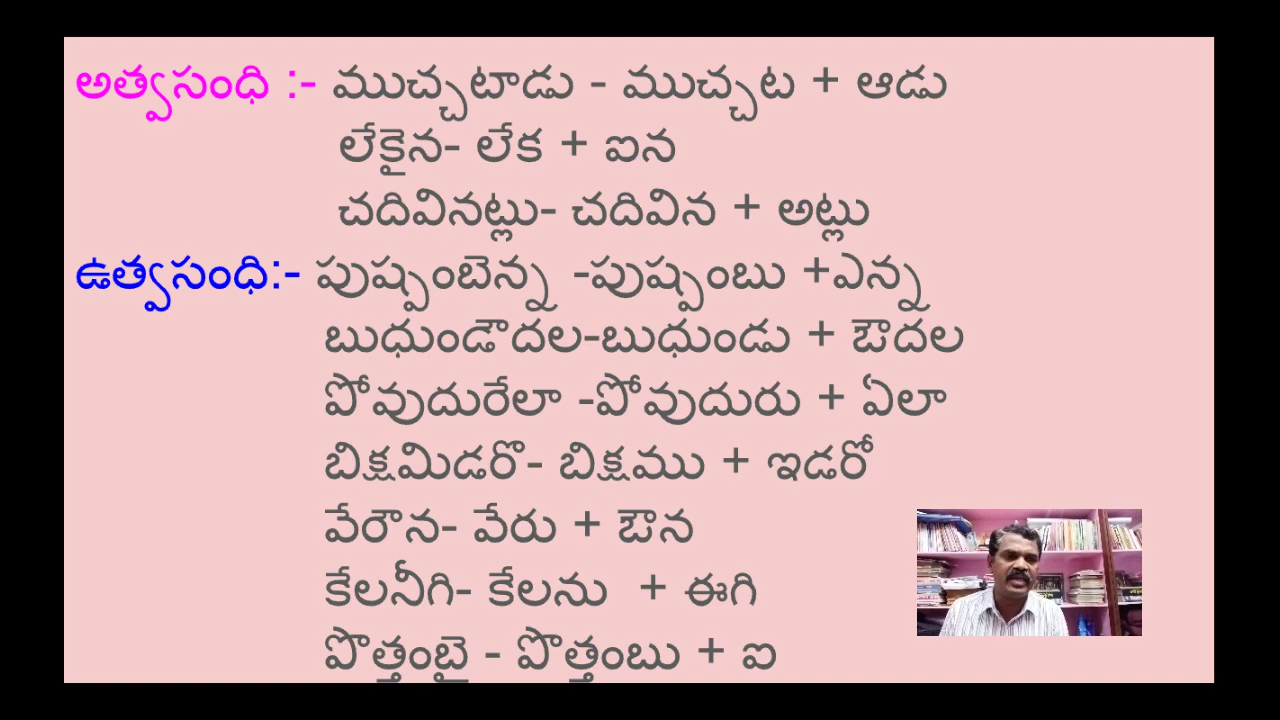 అత్వసంధి :- ముచ్చటాడు - ముచ్చట + ఆడు
లేకైన- లేక + ఐన
చదివినట్లు- చదివిన + అట్లు
ఉత్వసంధి:- పుష్పంబెన్న -పుష్పంబు +ఎన్న
బుధుండౌదల-బుధుండు + ఔదల
పోవుదురేలా -పోవుదురు + ఏలా
బిక్షమిడరొ- బిక్షము + ఇడరో
వేరౌన- వేరు + ఔన
కేలనీగి- కేలను + ఈగి
పొత్తంబై - పొత్తంబు + ఐ